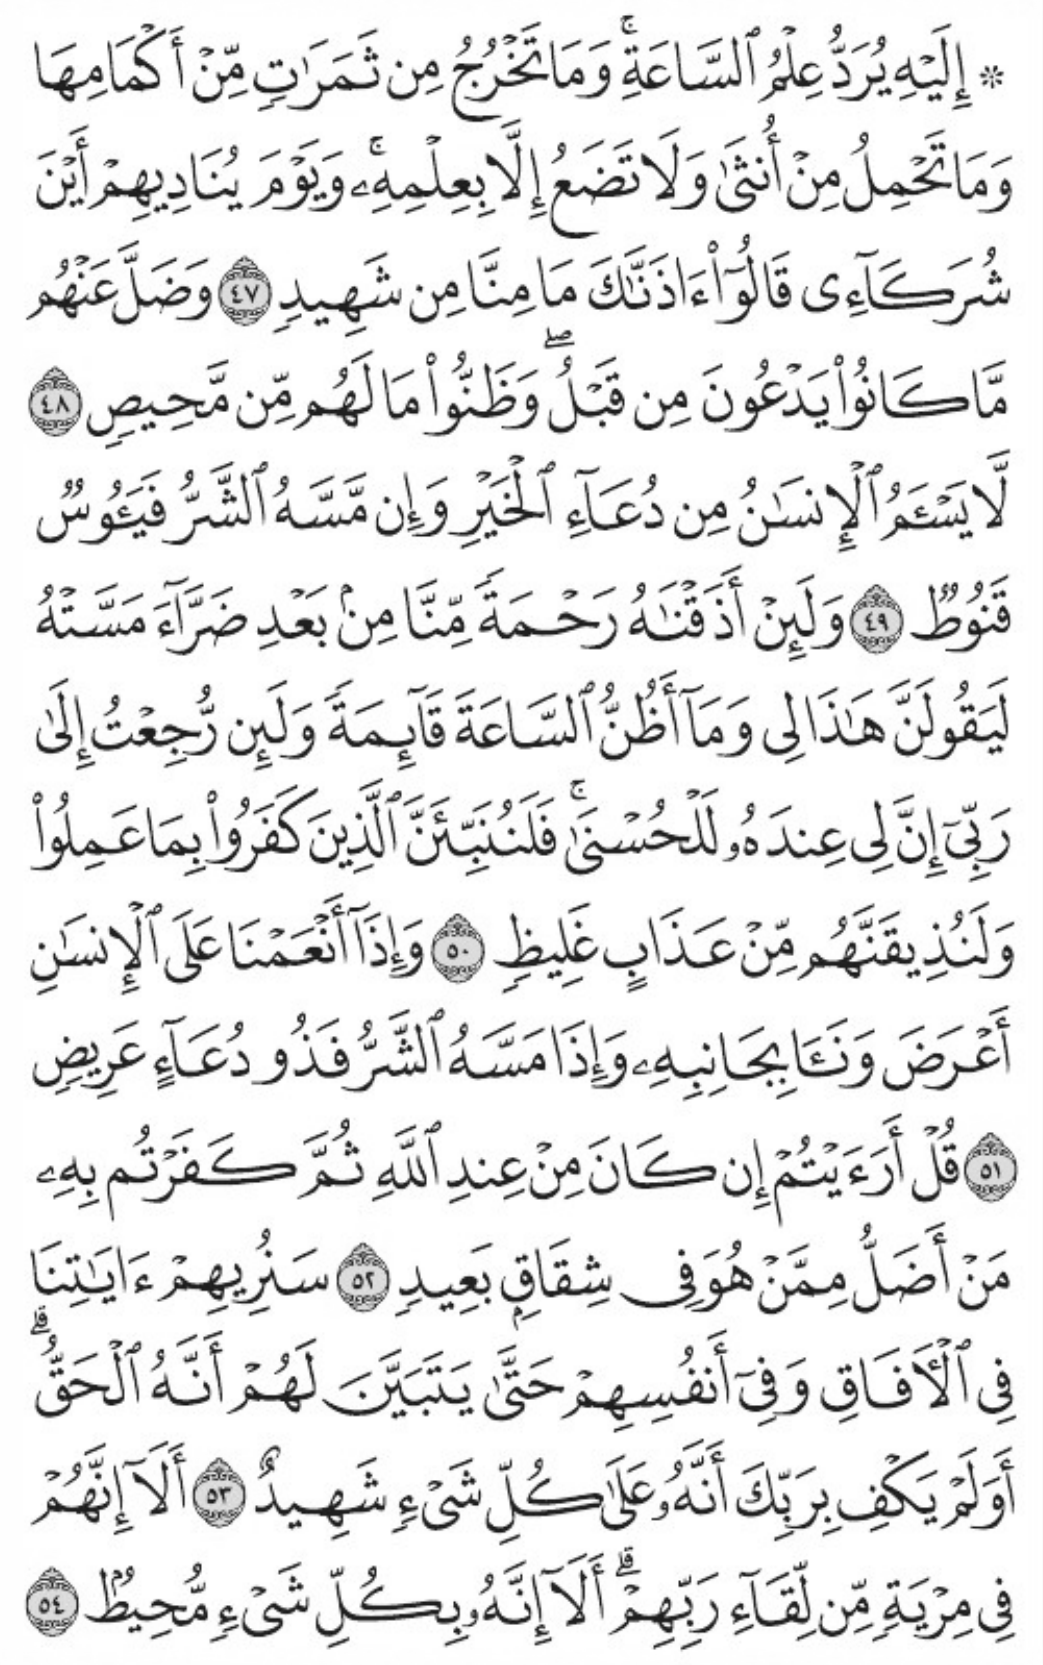 ۞ إِلَيْهِ يُرَدُّ عِلْمُ ٱلسَّاعَةِۚ وَمَا تَخْرُجُ مِن ثَمَرَٰتٍ مِّنْ أَكْمَامِهَا
وَمَا تَحْمِلُ مِنْ أُنثَىٰ وَلَا تَضَعُ إِلَّا بِعِلْمِهِۦۚ وَيَوْمَ يُنَادِيهِمْ أَيْنَ
شُرَكَآءِى قَالُوٓا۟ ءَاذَنَّٰكَ مَا مِنَّا مِن شَهِيدٍ ٤٧ وَضَلَّ عَنْهُم
مَّا كَانُوا۟ يَدْعُونَ مِن قَبْلُۖ وَظَنُّوا۟ مَا لَهُم مِّن مَّحِيصٍ ٤٨
لَّا يَسْـَٔمُ ٱلْإِنسَٰنُ مِن دُعَآءِ ٱلْخَيْرِ وَإِن مَّسَّهُ ٱلشَّرُّ فَيَـُٔوسٌ
قَنُوطٌ ٤٩ وَلَئِنْ أَذَقْنَٰهُ رَحْمَةً مِّنَّا مِنۢ بَعْدِ ضَرَّآءَ مَسَّتْهُ
لَيَقُولَنَّ هَٰذَا لِى وَمَآ أَظُنُّ ٱلسَّاعَةَ قَآئِمَةً وَلَئِن رُّجِعْتُ إِلَىٰ
رَبِّىٓ إِنَّ لِى عِندَهُۥ لَلْحُسْنَىٰۚ فَلَنُنَبِّئَنَّ ٱلَّذِينَ كَفَرُوا۟ بِمَا عَمِلُوا۟
وَلَنُذِيقَنَّهُم مِّنْ عَذَابٍ غَلِيظٍ ٥٠ وَإِذَآ أَنْعَمْنَا عَلَى ٱلْإِنسَٰنِ
أَعْرَضَ وَنَـَٔا بِجَانِبِهِۦ وَإِذَا مَسَّهُ ٱلشَّرُّ فَذُو دُعَآءٍ عَرِيضٍ
٥١ قُلْ أَرَءَيْتُمْ إِن كَانَ مِنْ عِندِ ٱللَّهِ ثُمَّ كَفَرْتُم بِهِۦ
مَنْ أَضَلُّ مِمَّنْ هُوَ فِى شِقَاقٍۭ بَعِيدٍ ٥٢ سَنُرِيهِمْ ءَايَٰتِنَا
فِى ٱلْـَٔافَاقِ وَفِىٓ أَنفُسِهِمْ حَتَّىٰ يَتَبَيَّنَ لَهُمْ أَنَّهُ ٱلْحَقُّۗ
أَوَلَمْ يَكْفِ بِرَبِّكَ أَنَّهُۥ عَلَىٰ كُلِّ شَىْءٍ شَهِيدٌ ٥٣ أَلَآ إِنَّهُمْ
فِى مِرْيَةٍ مِّن لِّقَآءِ رَبِّهِمْۗ أَلَآ إِنَّهُۥ بِكُلِّ شَىْءٍ مُّحِيطٌۢ ٥٤